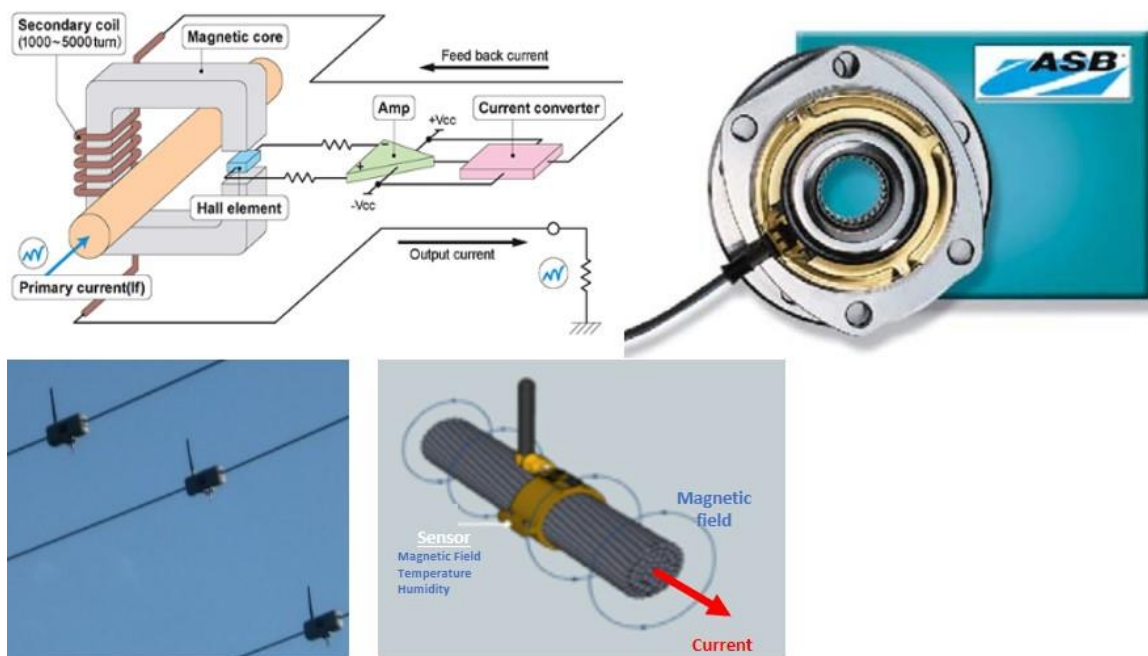 Secondary coil
(1000~5000turn)
Magnetic core
Feed back current
Amp
+Vcc
Current converter
-
+
-Vcc
Hall element
Output current
Primary current(If)
ASB®
Magnetic
field
Sensor
Magnetic Field
Temperature
Humidity
Current